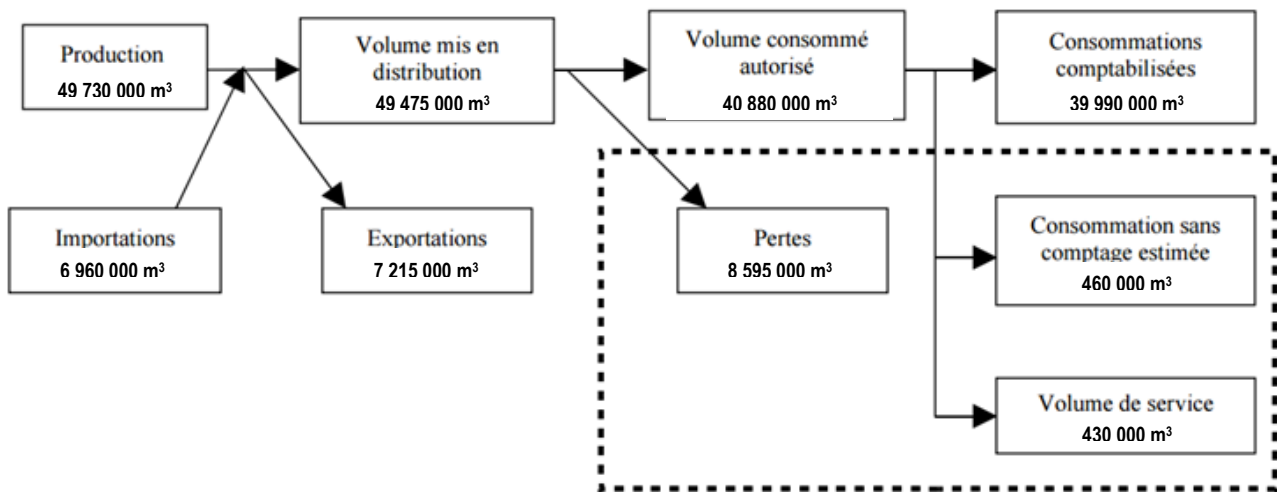 Production
49 730 000 m³
Volume mis en
distribution
49 475 000 m³
Volume consommé
autorisé
40 880 000 m³
Consommations
comptabilisées
39 990 000 m³
Importations
6 960 000 m³
Exportations
7 215 000 m³
Pertes
8 595 000 m³
Consommation sans
comptage estimée
460 000 m³
Volume de service
430 000 m³